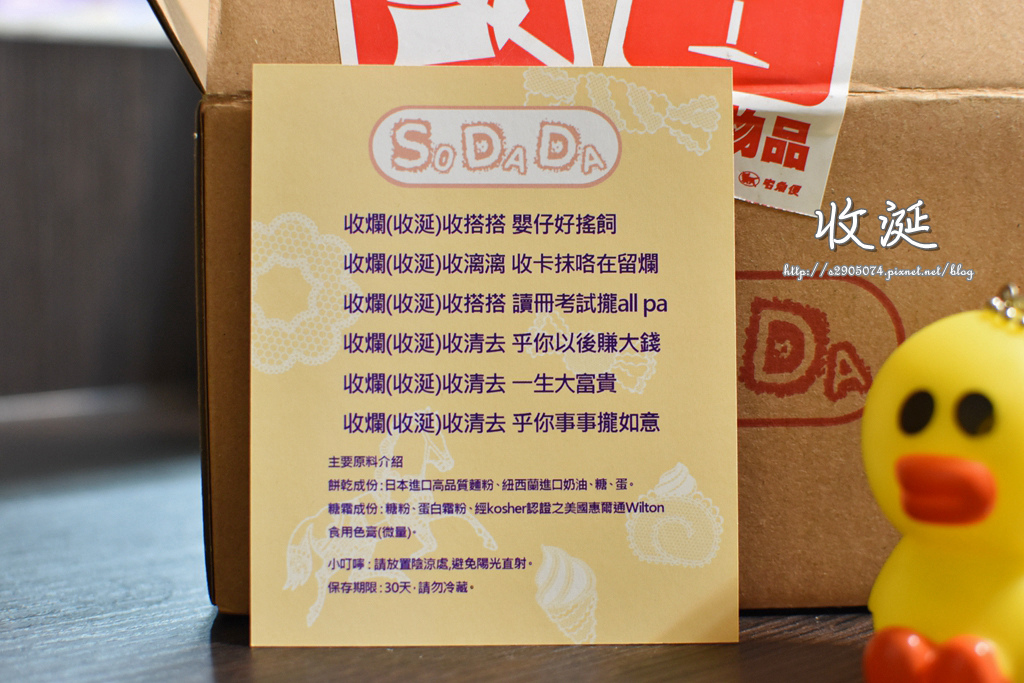 SODADA
收爛(收涎)收搭搭 嬰仔好搖飼
收爛(收涎)收漓漓 收卡抹咯在留爛
收爛(收涎)收搭搭 讀冊考試攏all pa
收爛(收涎)收清去 乎你以後賺大錢
收爛(收涎)收清去 一生大富貴
收爛(收涎)收清去 乎你事事攏如意
主要原料介紹
餅乾成份:日本進口高品質麵粉、紐西蘭進口奶油、糖、蛋。
糖霜成份:糖粉、蛋白霜粉、經kosher認證之美國惠爾通Wilton
食用色膏(微量)。
小叮嚀:請放置陰涼處,避免陽光直射。
保存期限:30天·請勿冷藏。
物品
宅急便
收涎
http://s2905074.pixnet.net/blog
DA